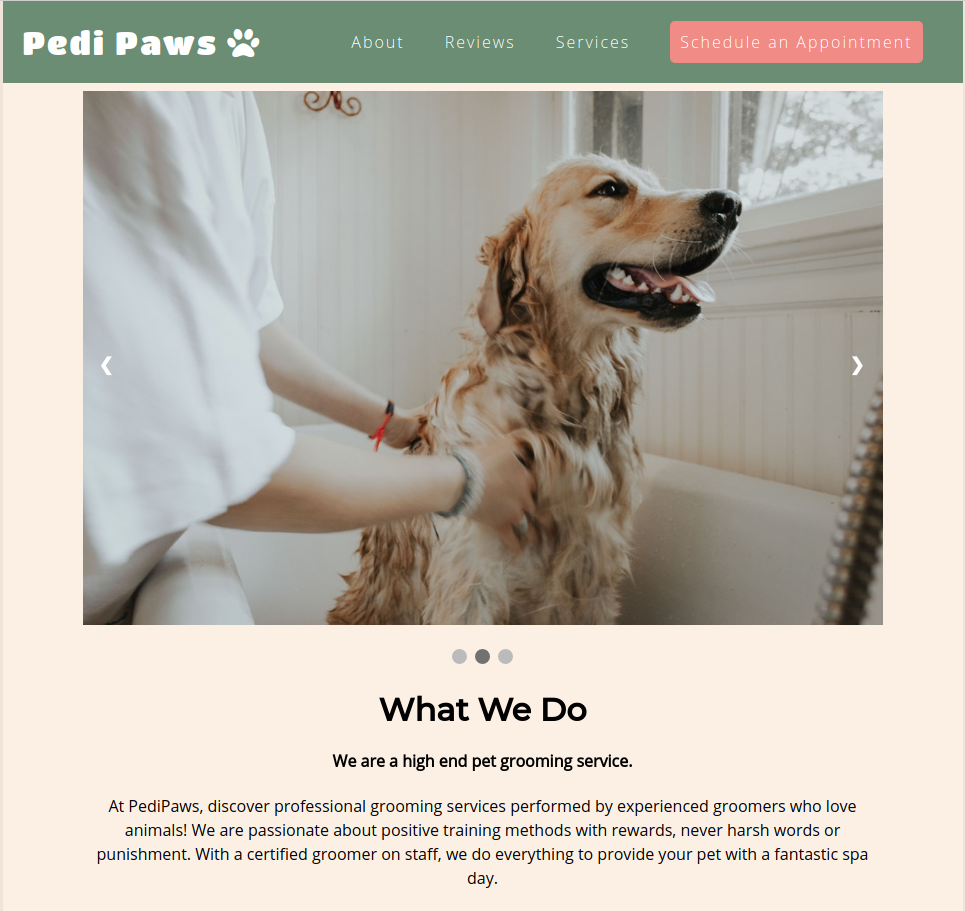 Pedi Paws
About
Reviews
Services
Schedule an Appointment
What We Do
We are a high end pet grooming service.
At PediPaws, discover professional grooming services performed by experienced groomers who love
animals! We are passionate about positive training methods with rewards, never harsh words or
punishment. With a certified groomer on staff, we do everything to provide your pet with a fantastic spa
day.